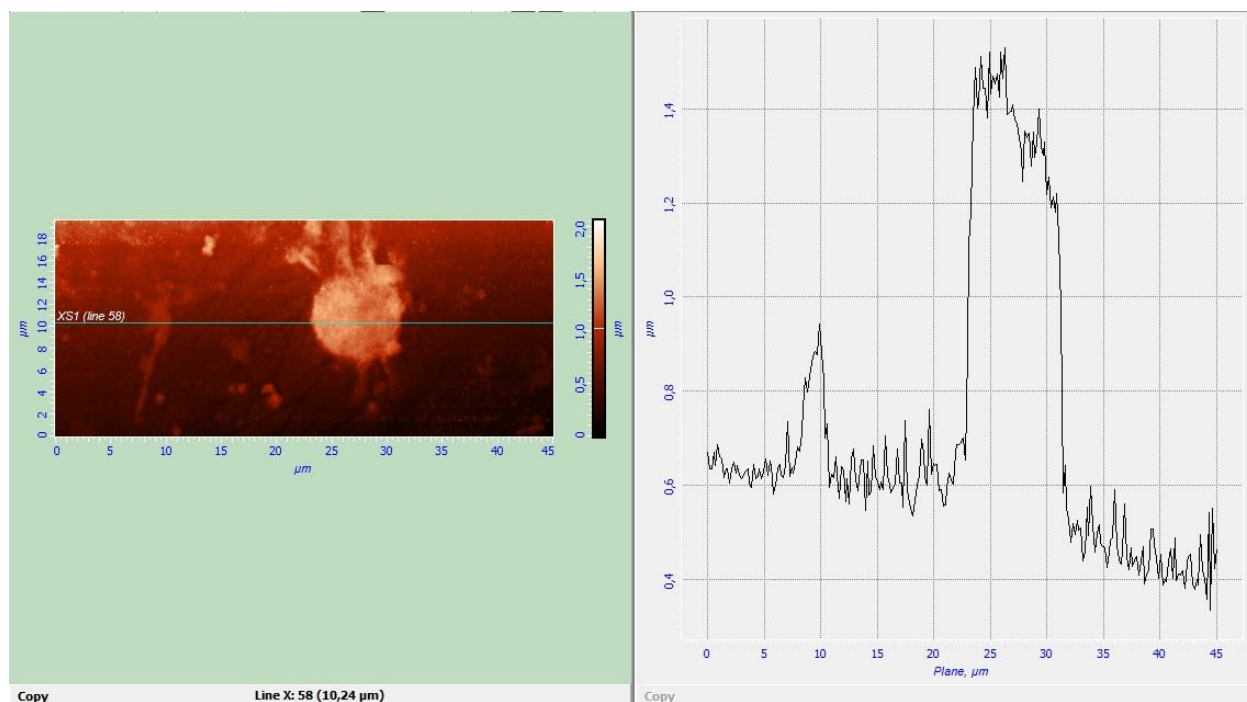 XS1 (line 58)
18
16
14
12
10
8
6
4
2
0
µm
0 5 10 15 20 25 30 35 40 45
µm
2,0
1,5
1,0
0,5
0
µm
Copy
Line X: 58 (10,24 µm)
1,4
1,2
1,0
µm
0,8
0,6
0,4
0 5 10 15 20 25 30 35 40 45
Plane, µm
Copy